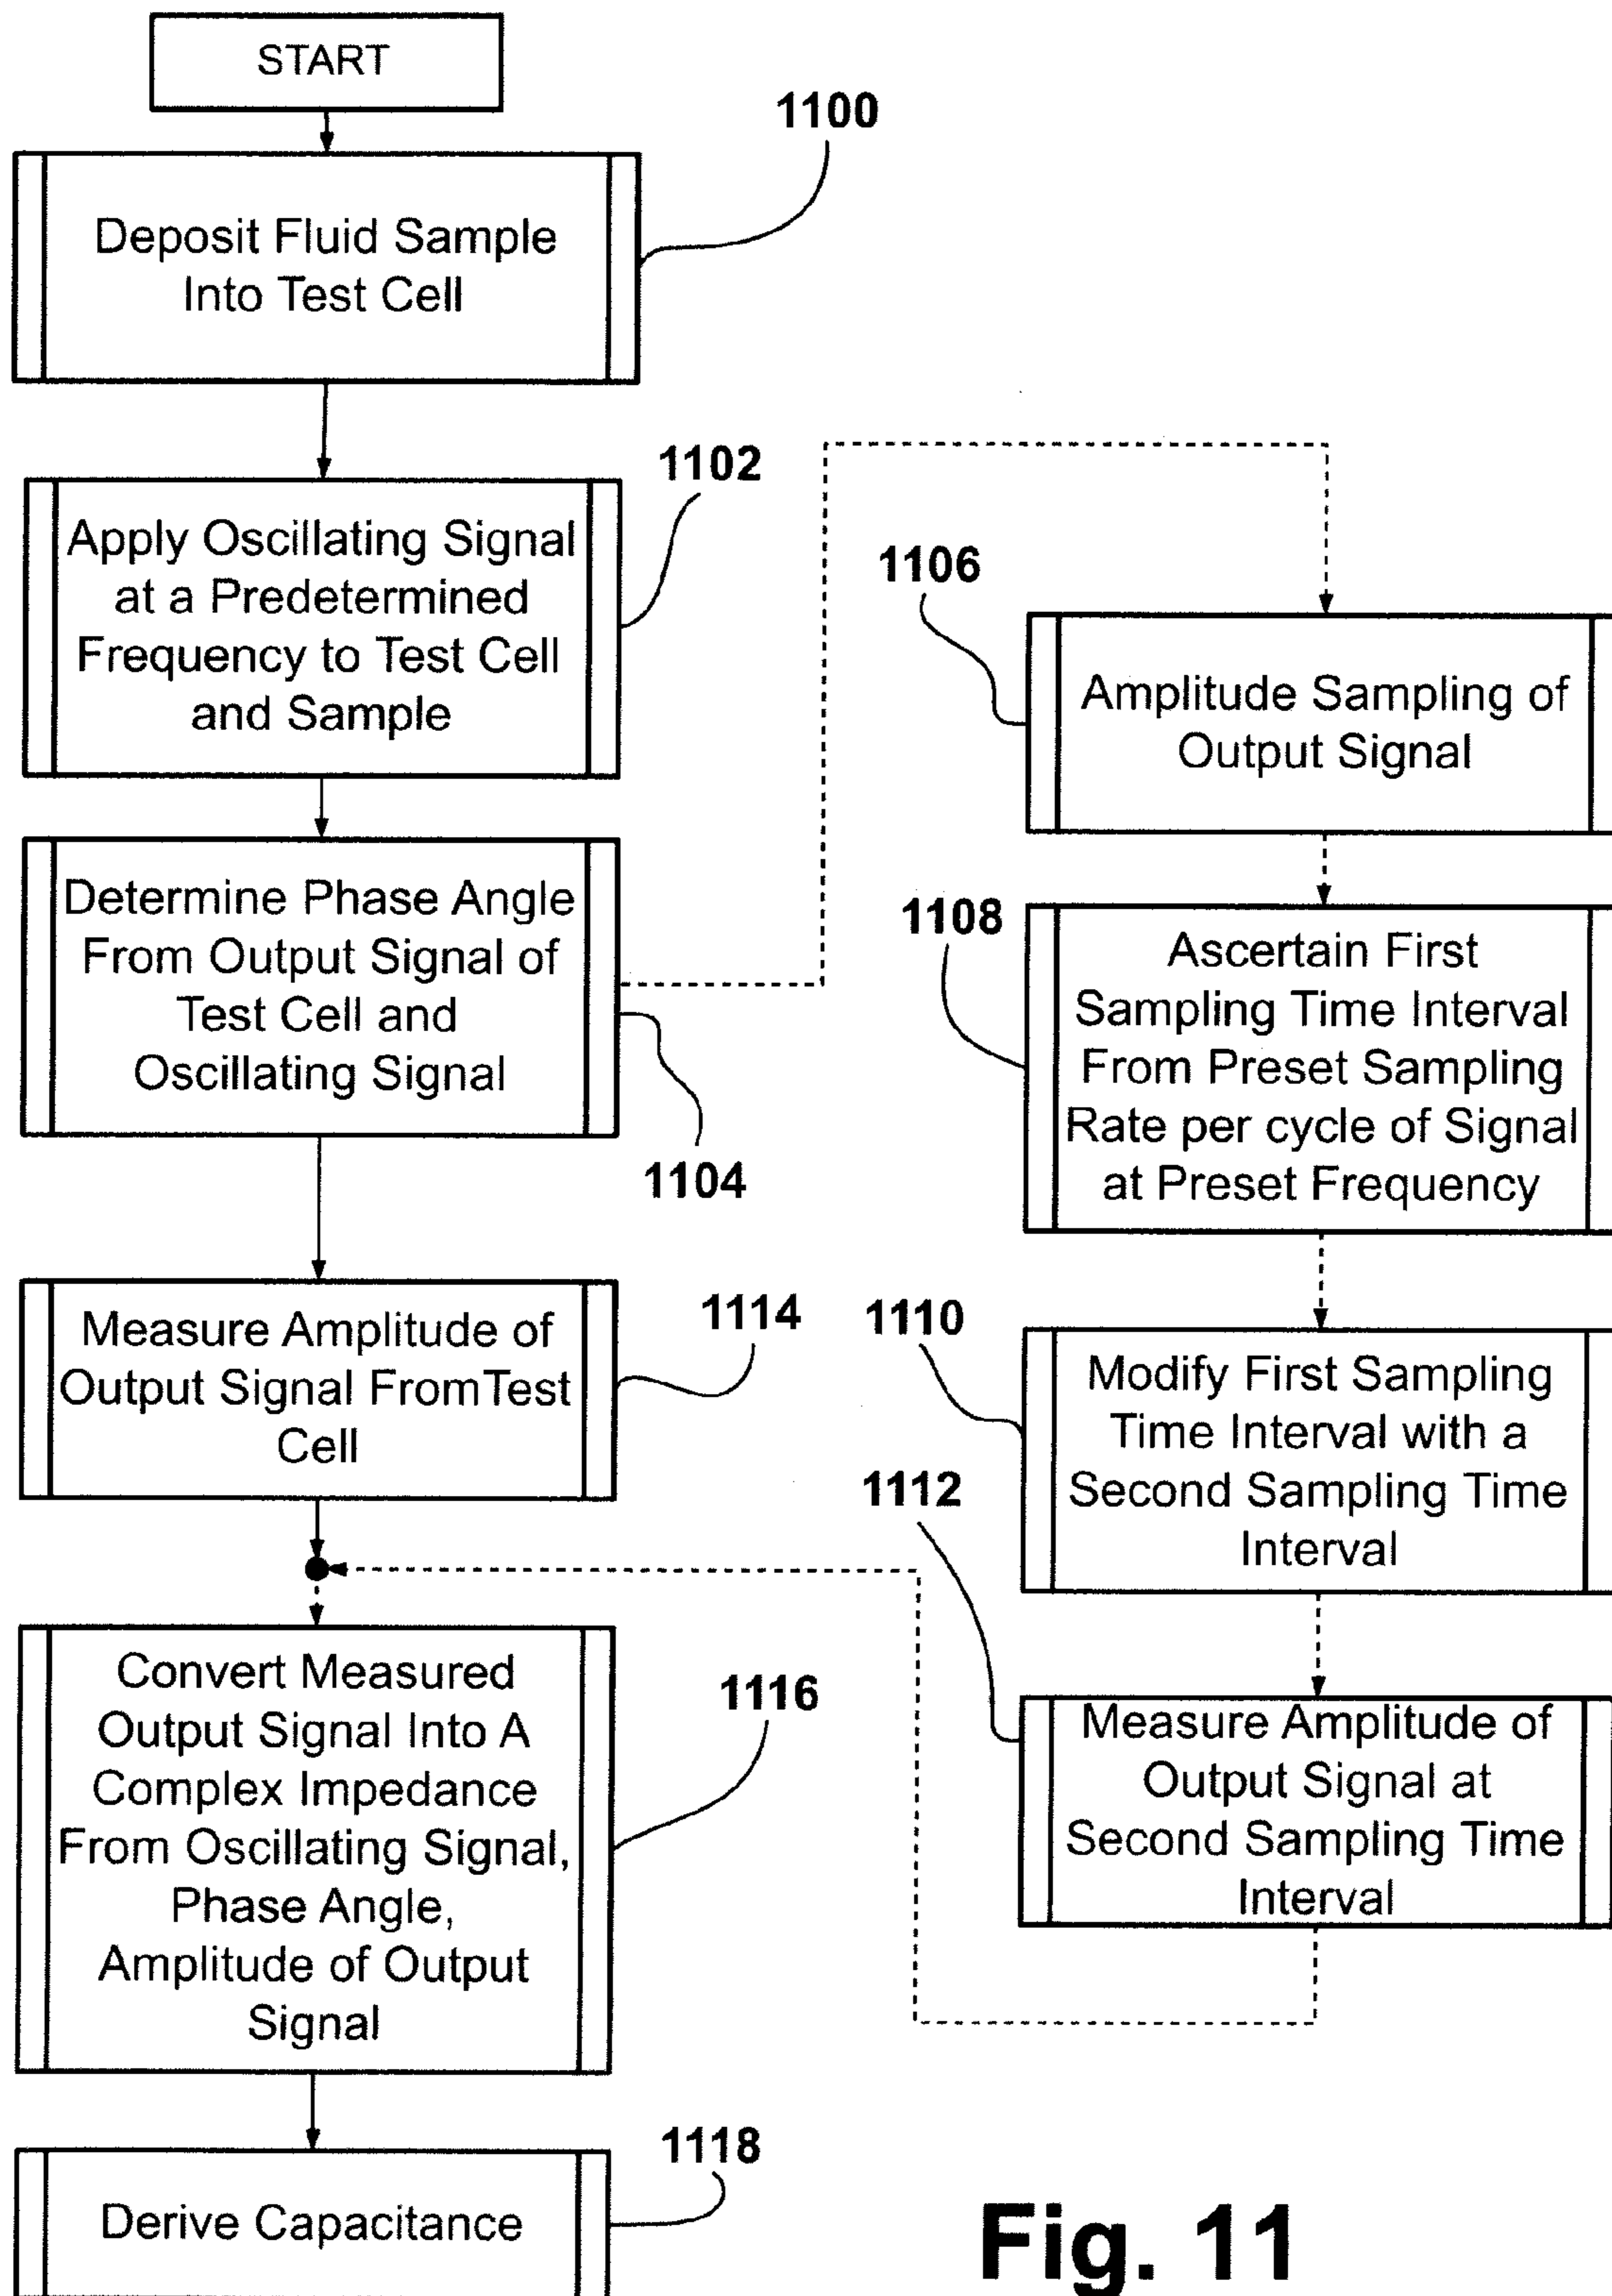 START
1100
Deposit Fluid Sample
Into Test Cell
1102
Apply Oscillating Signal
at a Predetermined
Frequency to Test Cell
and Sample
Determine Phase Angle
From Output Signal of
Test Cell and
Oscillating Signal
1104
1106
Amplitude Sampling of
Output Signal
1108
Ascertain First
Sampling Time Interval
From Preset Sampling
Rate per cycle of Signal
at Preset Frequency
1110
Modify First Sampling
Time Interval with a
Second Sampling Time
Interval
1112
Measure Amplitude of
Output Signal at
Second Sampling Time
Interval
1114
Measure Amplitude of
Output Signal FromTest
Cell
1116
Convert Measured
Output Signal Into A
Complex Impedance
From Oscillating Signal,
Phase Angle,
Amplitude of Output
Signal
1118
Derive Capacitance
Fig. 11